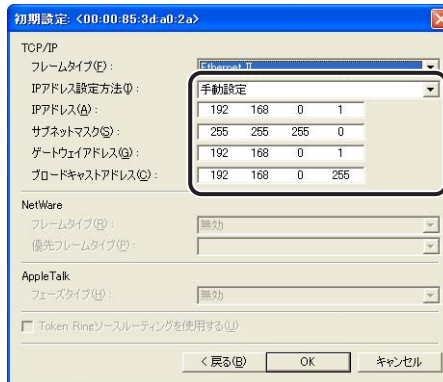 初期設定: <00:00:85:3d:a0:2a>
TCP/IP
フレームタイプ(F): Ethernet II
IPアドレス設定方法(I): 手動設定
IPアドレス(A): 192 168 0 1
サブネットマスク(S): 255 255 255 0
ゲートウェイアドレス(G): 192 168 0 1
ブロードキャストアドレス(C): 192 168 0 255
NetWare
フレームタイプ(R): 無効
優先フレームタイプ(P):
AppleTalk
フェーズタイプ(H): 無効
Token Ringソースルーティングを使用する(U)
< 戻る(B) OK キャンセル